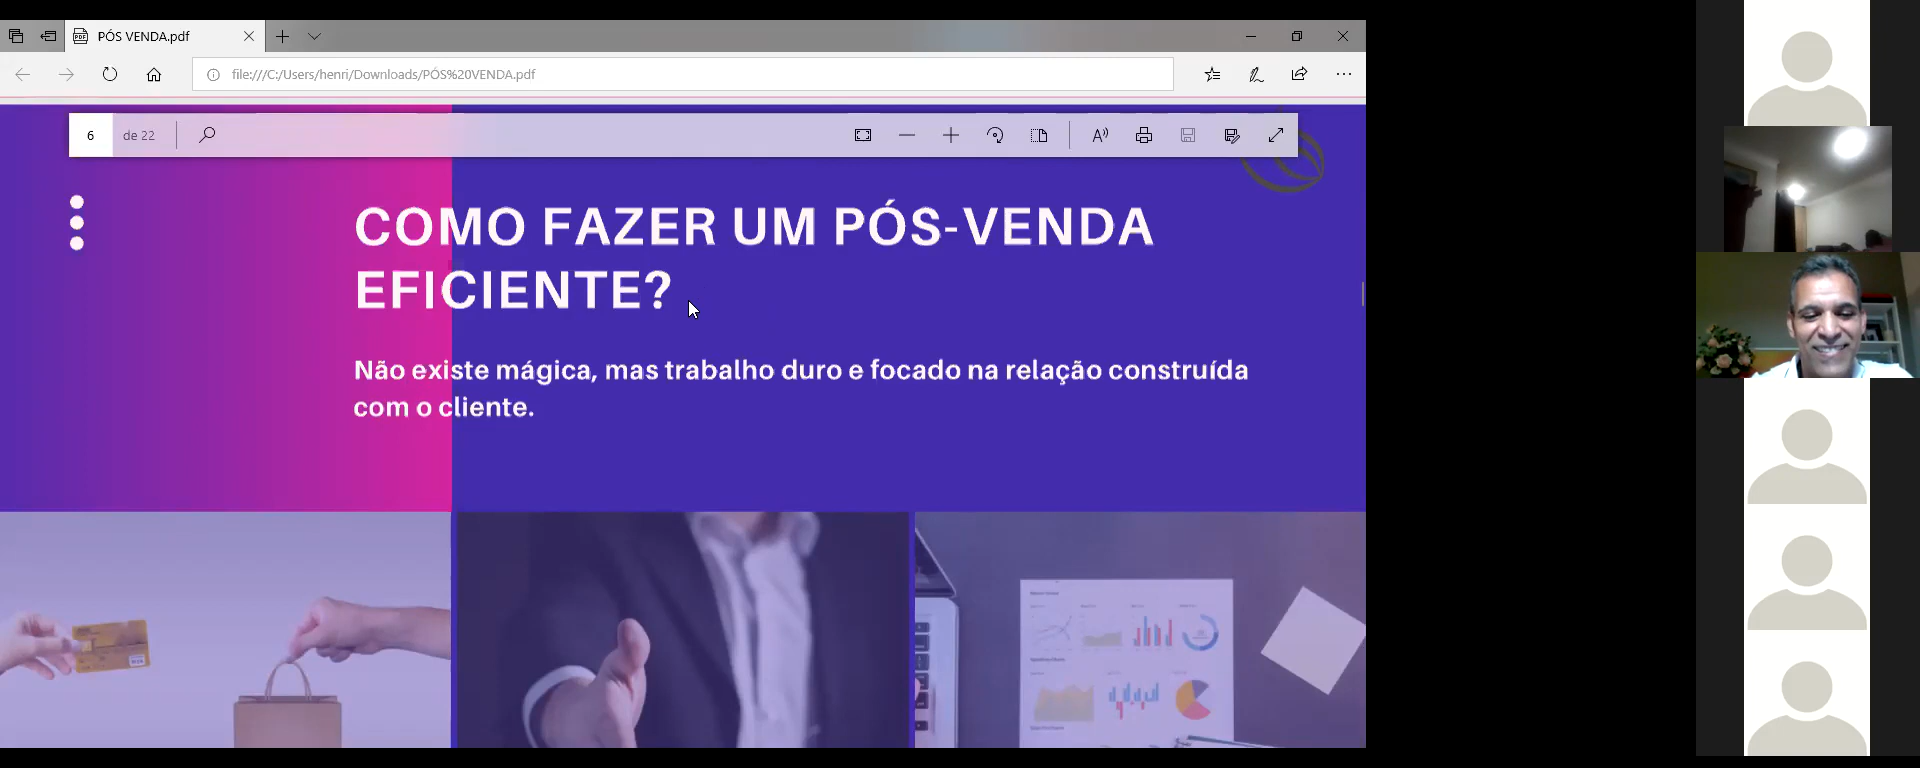 PÓS VENDA.pdf
file:///C:/Users/henri/Downloads/PÓS%20VENDA.pdf
6 de 22
COMO FAZER UM PÓS-VENDA
EFICIENTE?
Não existe mágica, mas trabalho duro e focado na relação construída
com o cliente.
VISA